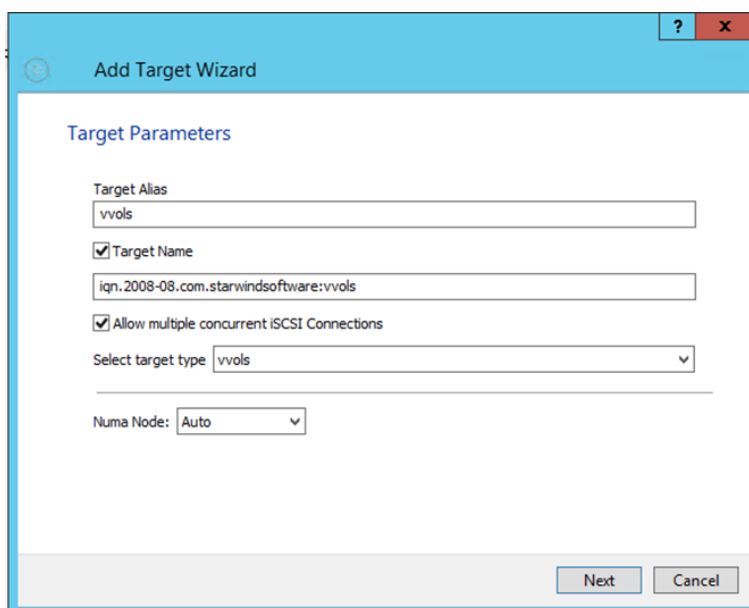 ? x
Add Target Wizard
Target Parameters
Target Alias
vvols
Target Name
iqn.2008-08.com.starwindsoftware:vvols
Allow multiple concurrent iSCSI Connections
Select target type vvols
Numa Node: Auto
Next Cancel